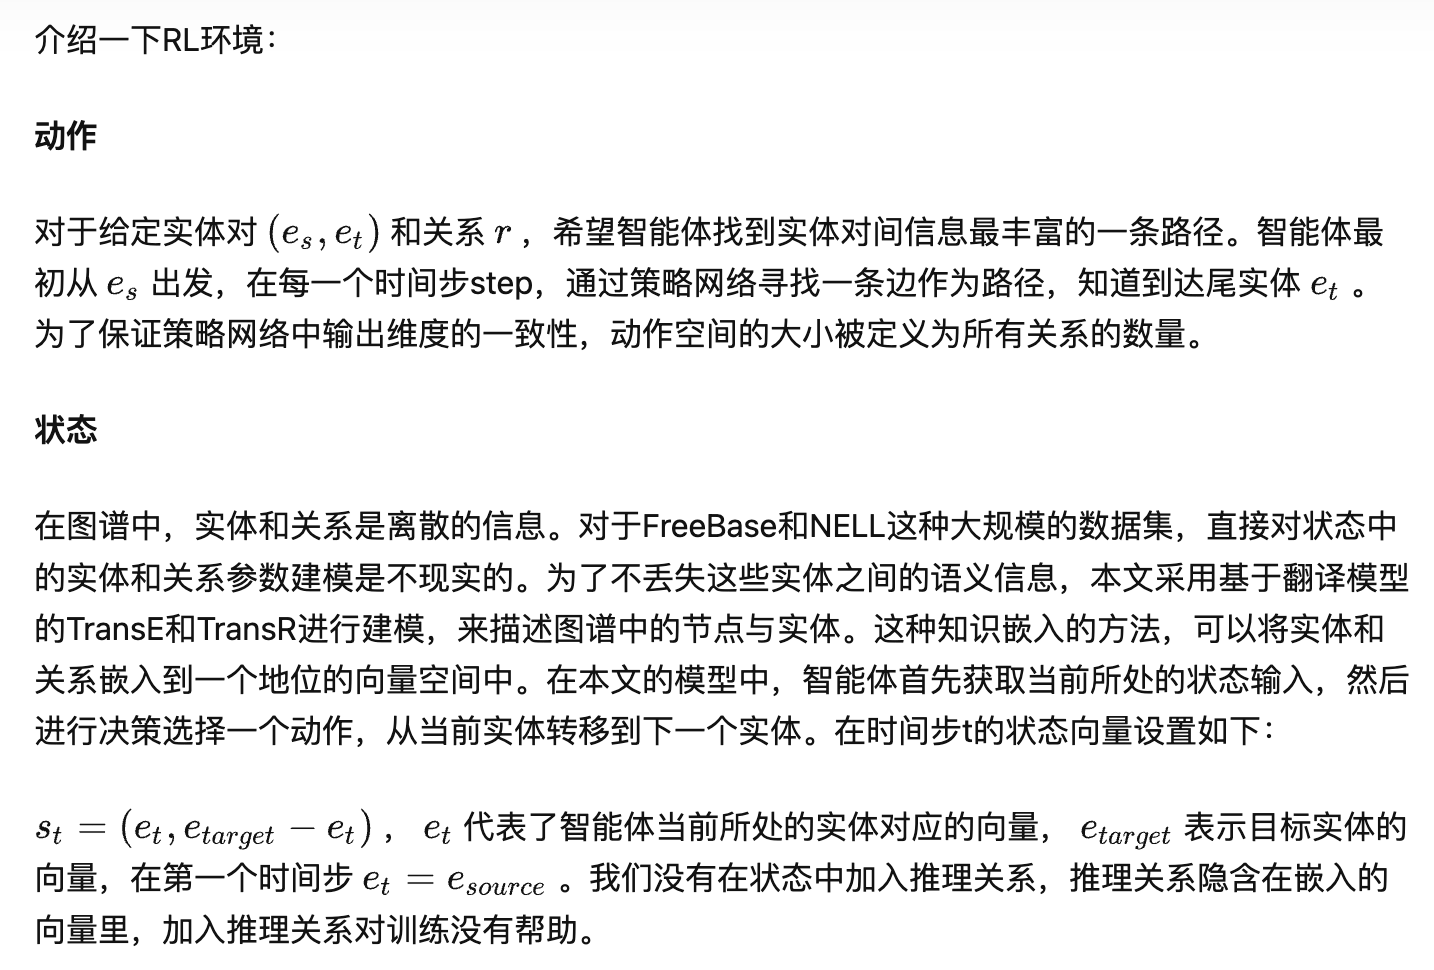 介绍一下RL环境：
动作
对于给定实体对 (e_s, e_t) 和关系 r ，希望智能体找到实体对间信息最丰富的一条路径。智能体最
初从 e_s 出发，在每一个时间步step，通过策略网络寻找一条边作为路径，知道到达尾实体 e_t 。
为了保证策略网络中输出维度的一致性，动作空间的大小被定义为所有关系的数量。
状态
在图谱中，实体和关系是离散的信息。对于FreeBase和NELL这种大规模的数据集，直接对状态中
的实体和关系参数建模是不现实的。为了不丢失这些实体之间的语义信息，本文采用基于翻译模型
的TransE和TransR进行建模，来描述图谱中的节点与实体。这种知识嵌入的方法，可以将实体和
关系嵌入到一个地位的向量空间中。在本文的模型中，智能体首先获取当前所处的状态输入，然后
进行决策选择一个动作，从当前实体转移到下一个实体。在时间步t的状态向量设置如下：
s_t = (e_t, e_{target} − e_t) ， e_t 代表了智能体当前所处的实体对应的向量， e_{target} 表示目标实体的
向量，在第一个时间步 e_t = e_{source} 。我们没有在状态中加入推理关系，推理关系隐含在嵌入的
向量里，加入推理关系对训练没有帮助。